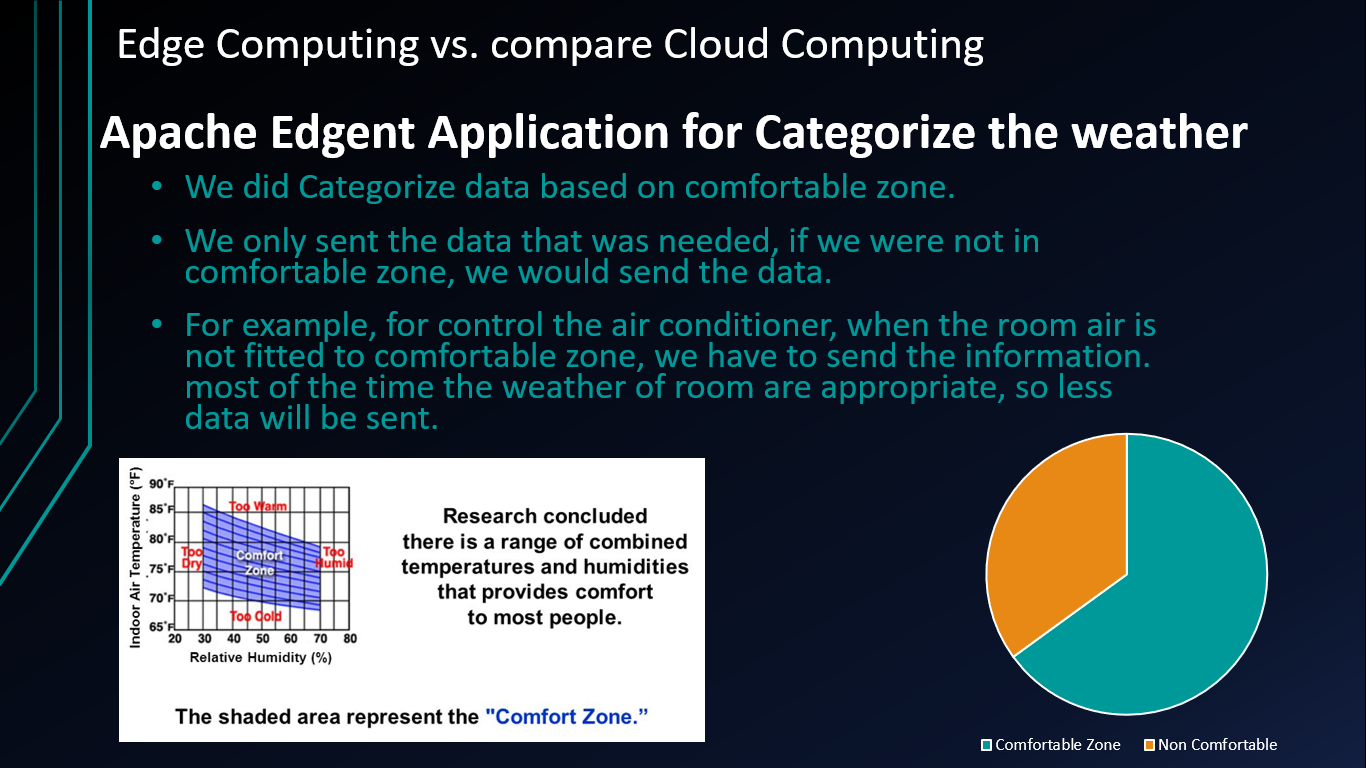 Edge Computing vs. compare Cloud Computing
Apache Edgent Application for Categorize the weather
• We did Categorize data based on comfortable zone.
• We only sent the data that was needed, if we were not in
comfortable zone, we would send the data.
• For example, for control the air conditioner, when the room air is
not fitted to comfortable zone, we have to send the information.
most of the time the weather of room are appropriate, so less
data will be sent.
Indoor Air Temperature (°F)
90°F
85°F
80°F
75°F
70°F
65°F
Too Warm
Too
Dry
Comfort
Zone
Too
Humid
Too Cold
20 30 40 50 60 70 80
Relative Humidity (%)
Research concluded
there is a range of combined
temperatures and humidities
that provides comfort
to most people.
The shaded area represent the "Comfort Zone.”
Comfortable Zone
Non Comfortable